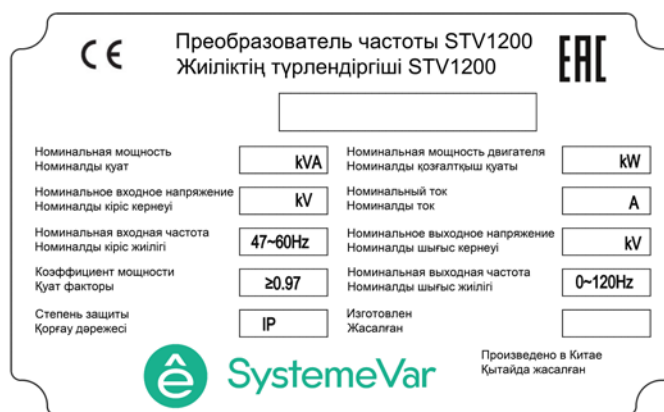 CE
Преобразователь частоты STV1200
Жиіліктің түрлендіргіші STV1200
EAC
Номинальная мощность
Номиналды қуат
kVA
Номинальная мощность двигателя
Номиналды қозғалтқыш қуаты
kW
Номинальное входное напряжение
Номиналды кіріс кернеуі
kV
Номинальный ток
Номиналды ток
A
Номинальная входная частота
Номиналды кіріс жиілігі
47~60Hz
Номинальное выходное напряжение
Номиналды шығыс кернеуі
kV
Коэффициент мощности
Қуат факторы
≥0.97
Номинальная выходная частота
Номиналды шығыс жиілігі
0~120Hz
Степень защиты
Қорғау дәрежесі
IP
Изготовлен
Жасалған
ê
SystemeVar
Произведено в Китае
Қытайда жасалған